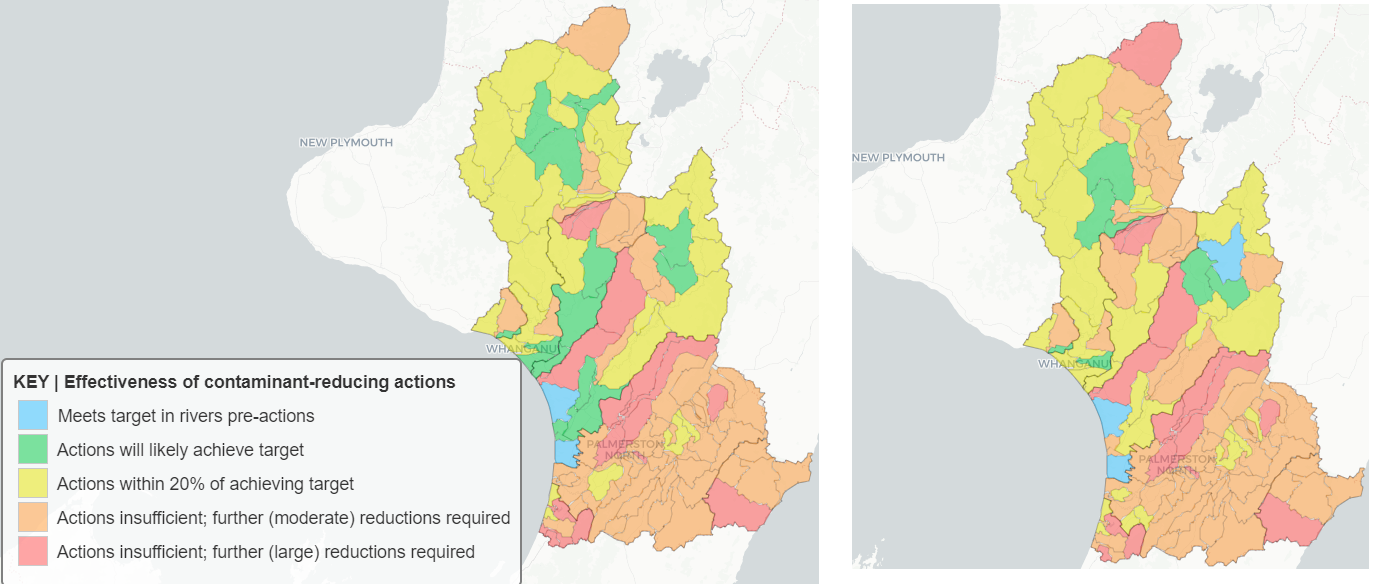 NEW PLYMOUTH
WHANGANUI
KEY | Effectiveness of contaminant-reducing actions
Meets target in rivers pre-actions
Actions will likely achieve target
Actions within 20% of achieving target
Actions insufficient; further (moderate) reductions required
Actions insufficient; further (large) reductions required
PALMERSTON
NORTH
NEW PLYMOUTH
WHANGANUI
PALMERSTON
NORTH